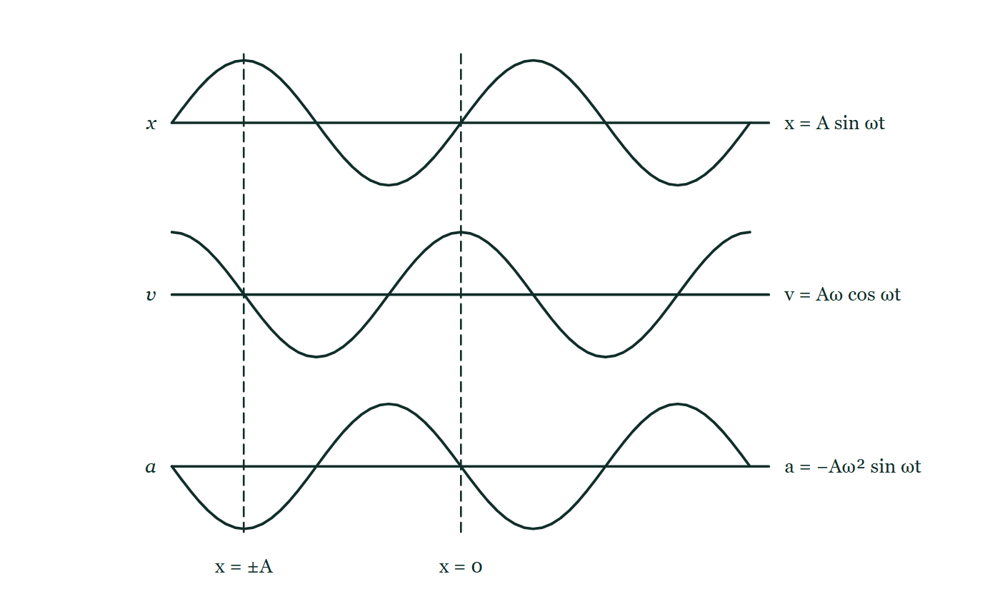 x x = A sin ωt
v v = Aω cos ωt
a a = −Aω² sin ωt
x = ±A x = 0